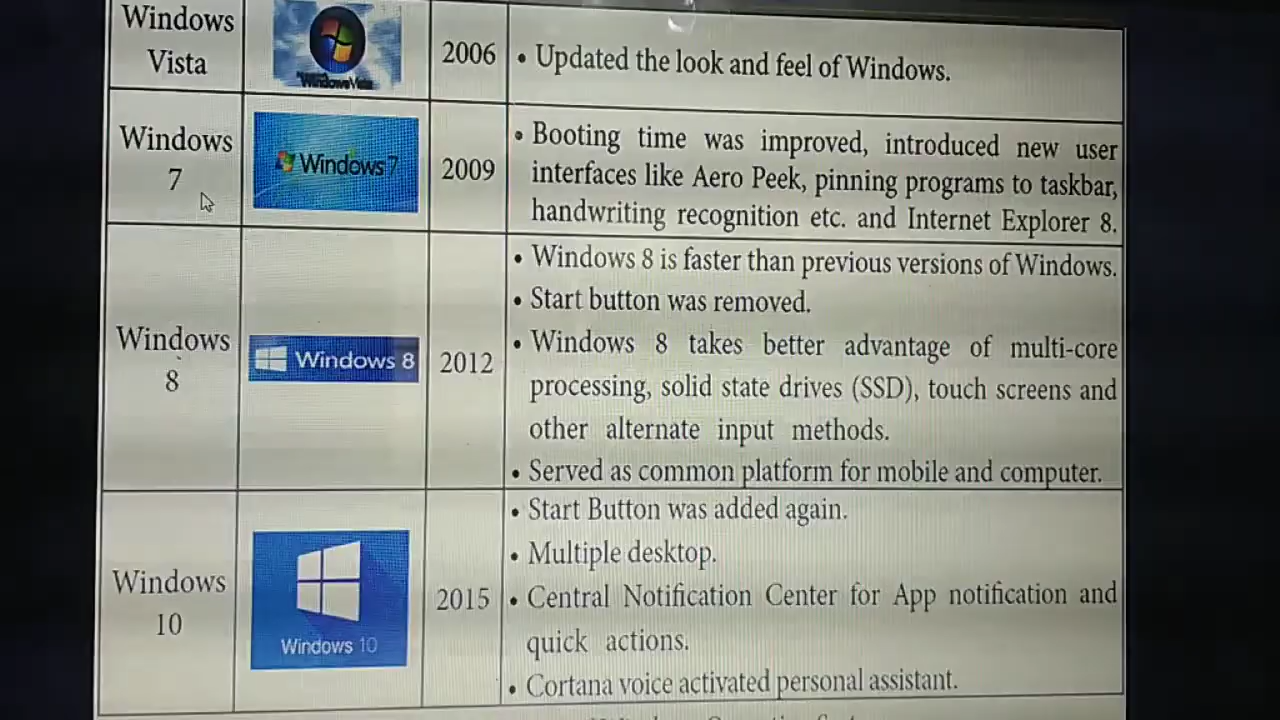 Windows
Vista
WindowsVista
2006
• Updated the look and feel of Windows.
Windows
7
Windows 7
2009
• Booting time was improved, introduced new user
interfaces like Aero Peek, pinning programs to taskbar,
handwriting recognition etc. and Internet Explorer 8.
Windows
8
Windows 8
2012
• Windows 8 is faster than previous versions of Windows.
• Start button was removed.
• Windows 8 takes better advantage of multi-core
processing, solid state drives (SSD), touch screens and
other alternate input methods.
• Served as common platform for mobile and computer.
Windows
10
Windows 10
2015
• Start Button was added again.
• Multiple desktop.
• Central Notification Center for App notification and
quick actions.
• Cortana voice activated personal assistant.